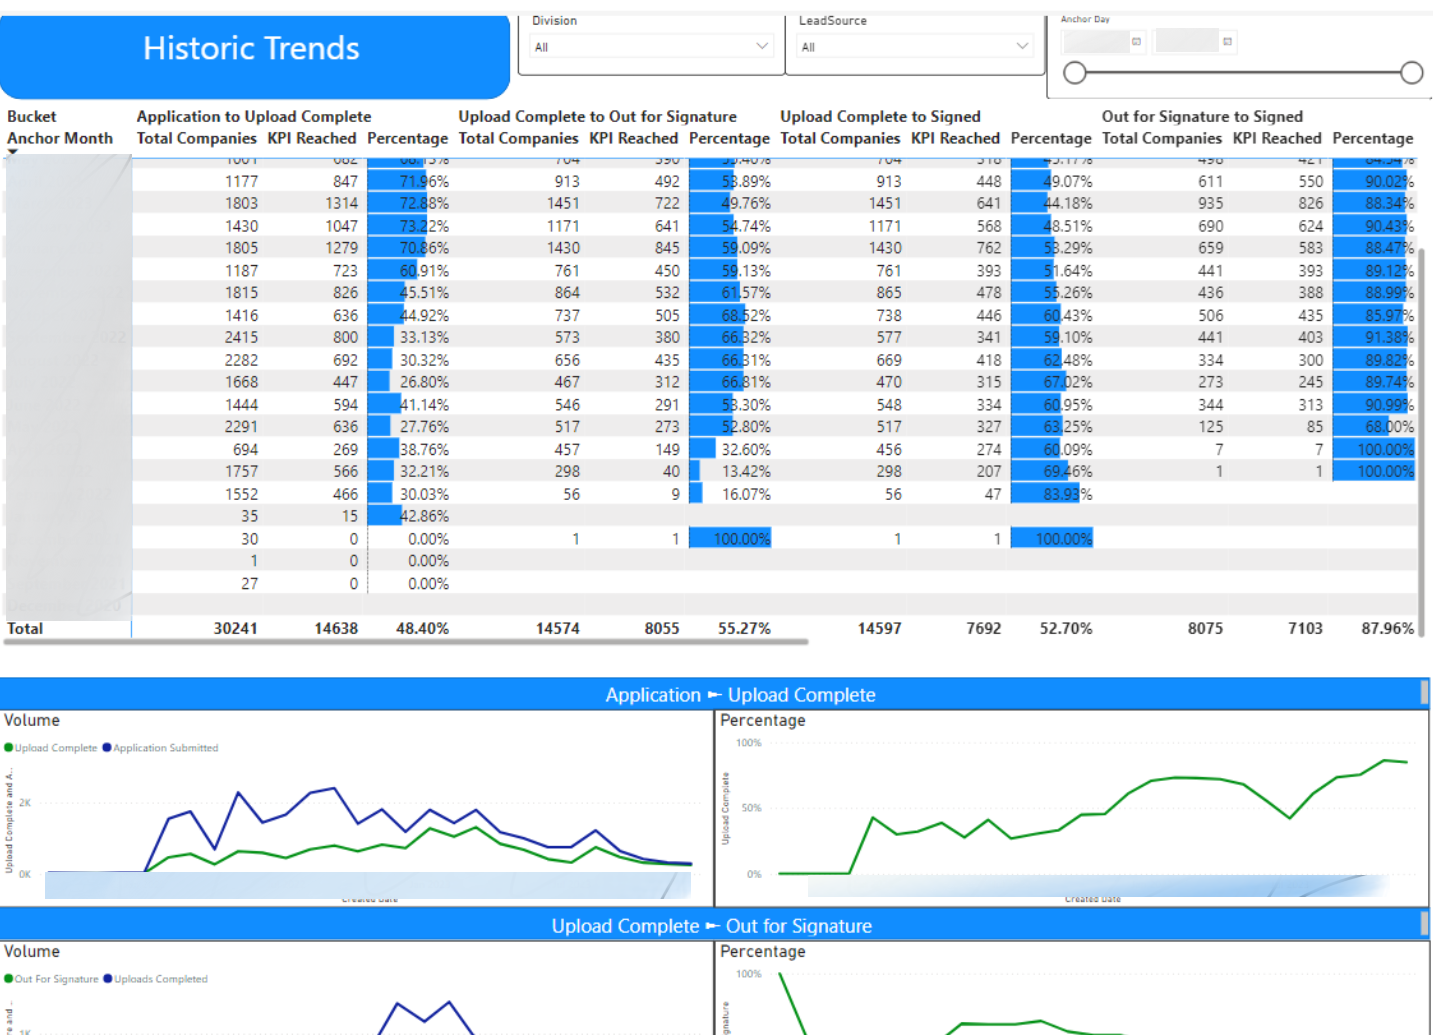 Historic Trends
Division
All
LeadSource
All
Anchor Day
Bucket Application to Upload Complete Upload Complete to Out for Signature Upload Complete to Signed Out for Signature to Signed
Anchor Month Total Companies KPI Reached Percentage Total Companies KPI Reached Percentage Total Companies KPI Reached Percentage Total Companies KPI Reached Percentage
1177 847 71.96% 913 492 53.89% 913 448 49.07% 611 550 90.02%
1803 1314 72.88% 1451 722 49.76% 1451 641 44.18% 935 826 88.34%
1430 1047 73.22% 1171 641 54.74% 1171 568 48.51% 690 624 90.43%
1805 1279 70.86% 1430 845 59.09% 1430 762 53.29% 659 583 88.47%
1187 723 60.91% 761 450 59.13% 761 393 51.64% 441 393 89.12%
1815 826 45.51% 864 532 61.57% 865 478 55.26% 436 388 88.99%
1416 636 44.92% 737 505 68.52% 738 446 60.43% 506 435 85.97%
2415 800 33.13% 573 380 66.32% 577 341 59.10% 441 403 91.38%
2282 692 30.32% 656 435 66.31% 669 418 62.48% 334 300 89.82%
1668 447 26.80% 467 312 66.81% 470 315 67.02% 273 245 89.74%
1444 594 41.14% 546 291 53.30% 548 334 60.95% 344 313 90.99%
2291 636 27.76% 517 273 52.80% 517 327 63.25% 125 85 68.00%
694 269 38.76% 457 149 32.60% 456 274 60.09% 7 7 100.00%
1757 566 32.21% 298 40 13.42% 298 207 69.46% 1 1 100.00%
1552 466 30.03% 56 9 16.07% 56 47 83.93%
35 15 42.86%
30 0 0.00% 1 1 100.00% 1 1 100.00%
1 0 0.00%
27 0 0.00%
Total 30241 14638 48.40% 14574 8055 55.27% 14597 7692 52.70% 8075 7103 87.96%
Application ► Upload Complete
Volume
Upload Complete Application Submitted
Upload Complete and A...
2K
0K
Created Date
Percentage
100%
Upload Complete
50%
0%
Created Date
Upload Complete ► Out for Signature
Volume
Out For Signature Uploads Completed
1K
Percentage
100%